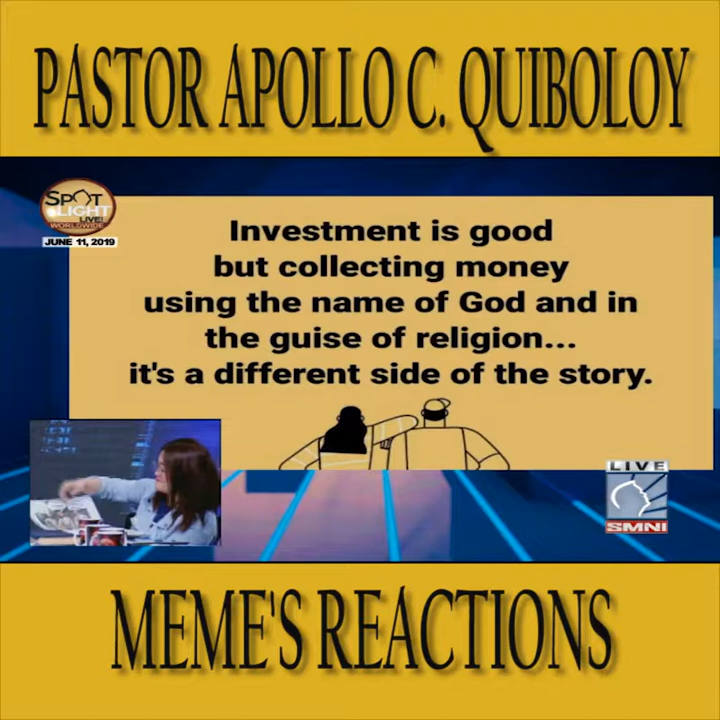 PASTOR APOLLO C. QUIBOLOY
SPOTLIGHT
LIVE!
WORLDWIDE
JUNE 11, 2019
Investment is good
but collecting money
using the name of God and in
the guise of religion...
it's a different side of the story.
LIVE
SMNI
MEME'S REACTIONS